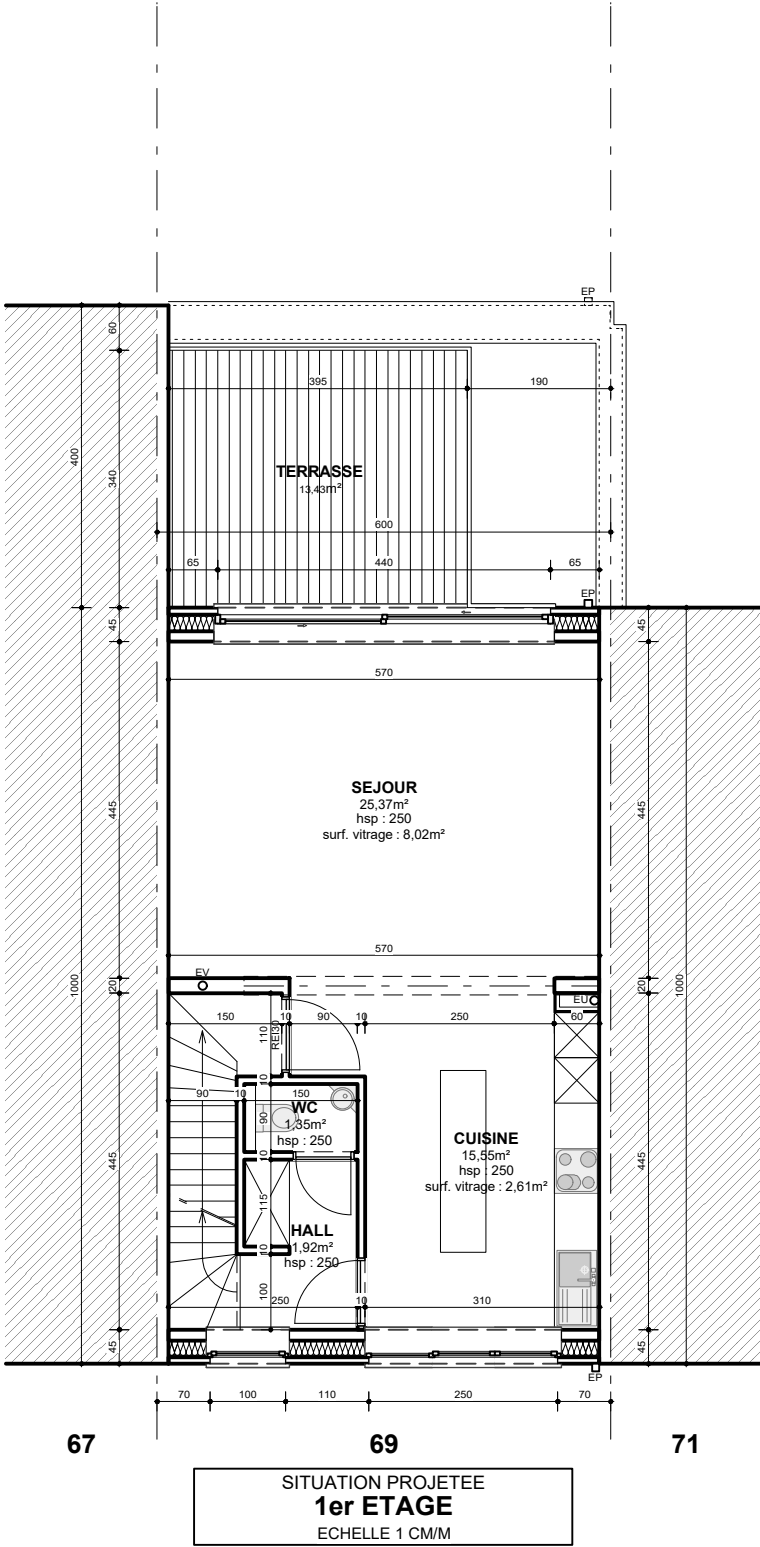 EP
60
395
190
400
340
TERRASSE
13,43m²
600
65
440
65
EP
45
45
570
SEJOUR
25,37m²
hsp : 250
surf. vitrage : 8,02m²
445
445
570
EV
1000
20
20
1000
EU
150
10
90
10
250
60
110
REI30
10
90
10
150
WC
1,35m²
hsp : 250
90
CUISINE
15,55m²
hsp : 250
surf. vitrage : 2,61m²
445
445
10
115
HALL
1,92m²
hsp : 250
10
100
250
10
310
45
45
EP
70
100
110
250
70
67
69
71
SITUATION PROJETEE
1er ETAGE
ECHELLE 1 CM/M